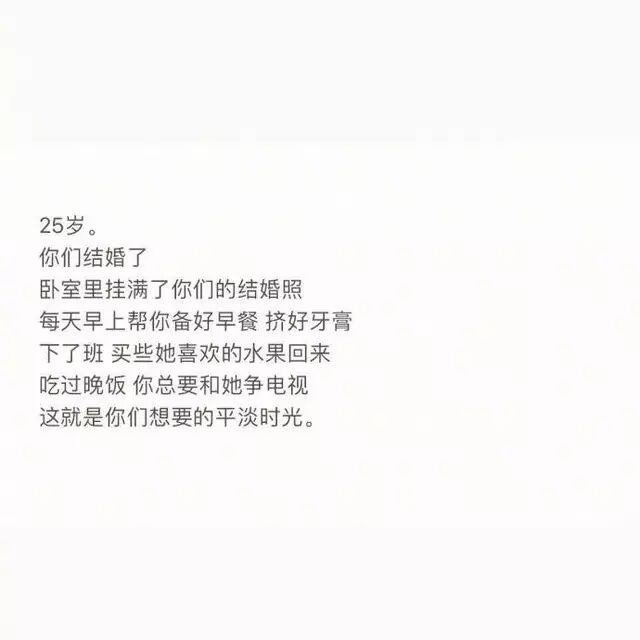 25岁。
你们结婚了
卧室里挂满了你们的结婚照
每天早上帮你备好早餐 挤好牙膏
下了班 买些她喜欢的水果回来
吃过晚饭 你总要和她争电视
这就是你们想要的平淡时光。